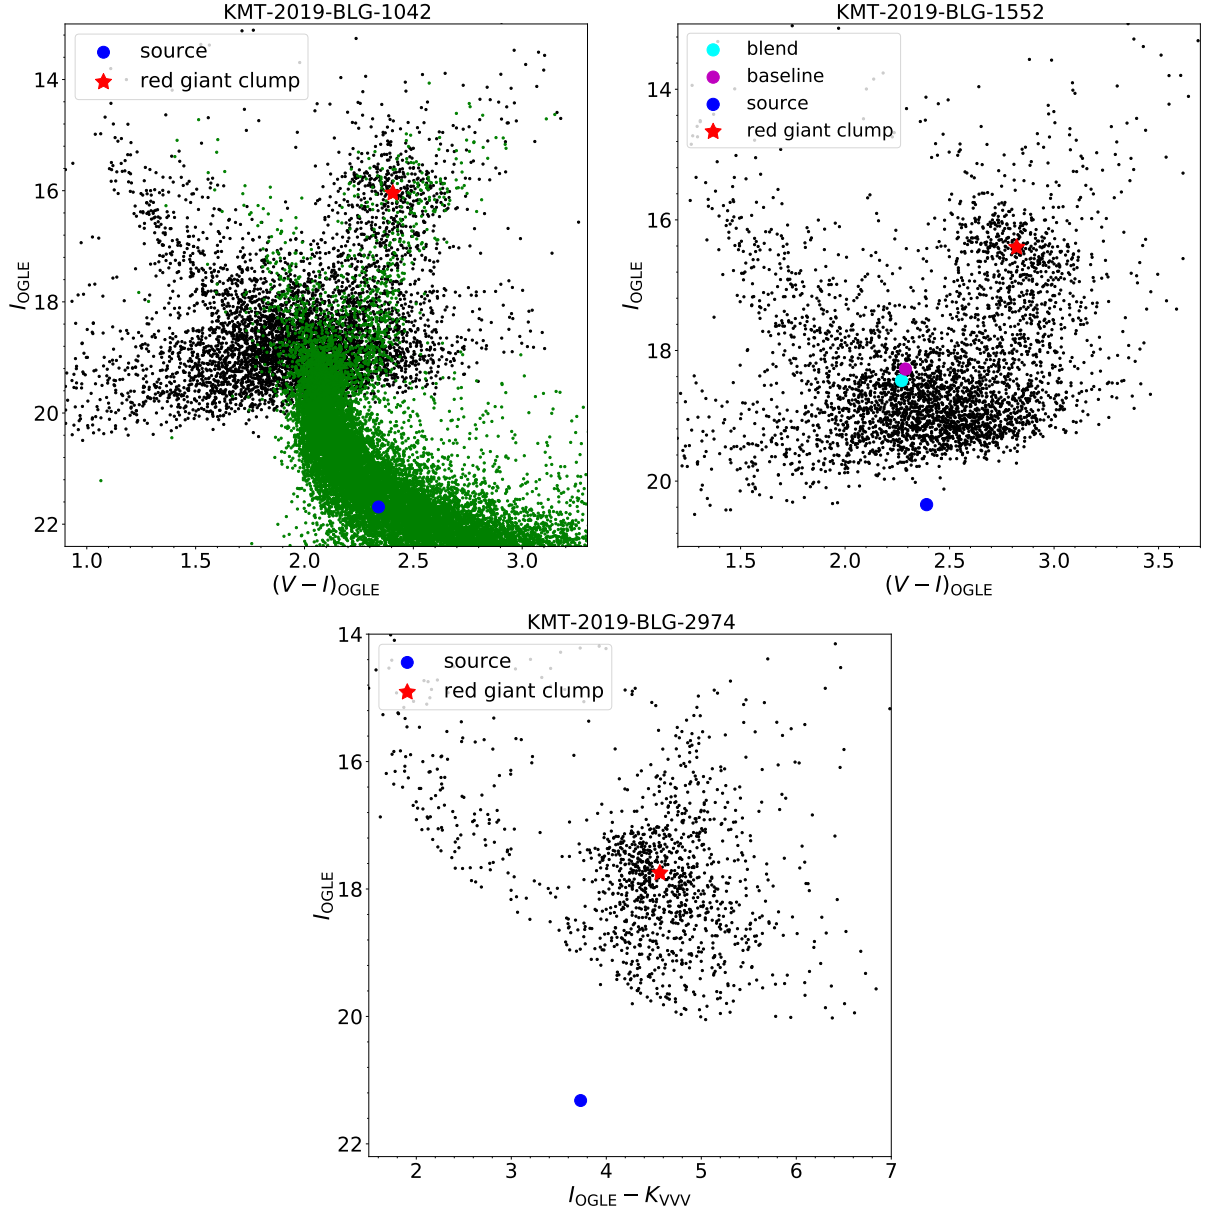 KMT-2019-BLG-1042
source
red giant clump
14
16
18
20
22
I_OGLE
1.0 1.5 2.0 2.5 3.0
(V − I)_OGLE
KMT-2019-BLG-1552
blend
baseline
source
red giant clump
14
16
18
20
I_OGLE
1.5 2.0 2.5 3.0 3.5
(V − I)_OGLE
KMT-2019-BLG-2974
source
red giant clump
14
16
18
20
22
I_OGLE
2 3 4 5 6 7
I_OGLE − K_VVV